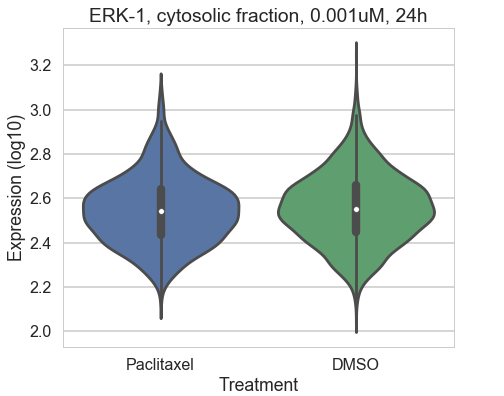 ERK-1, cytosolic fraction, 0.001uM, 24h
Expression (log10)
3.2
3.0
2.8
2.6
2.4
2.2
2.0
Paclitaxel DMSO
Treatment